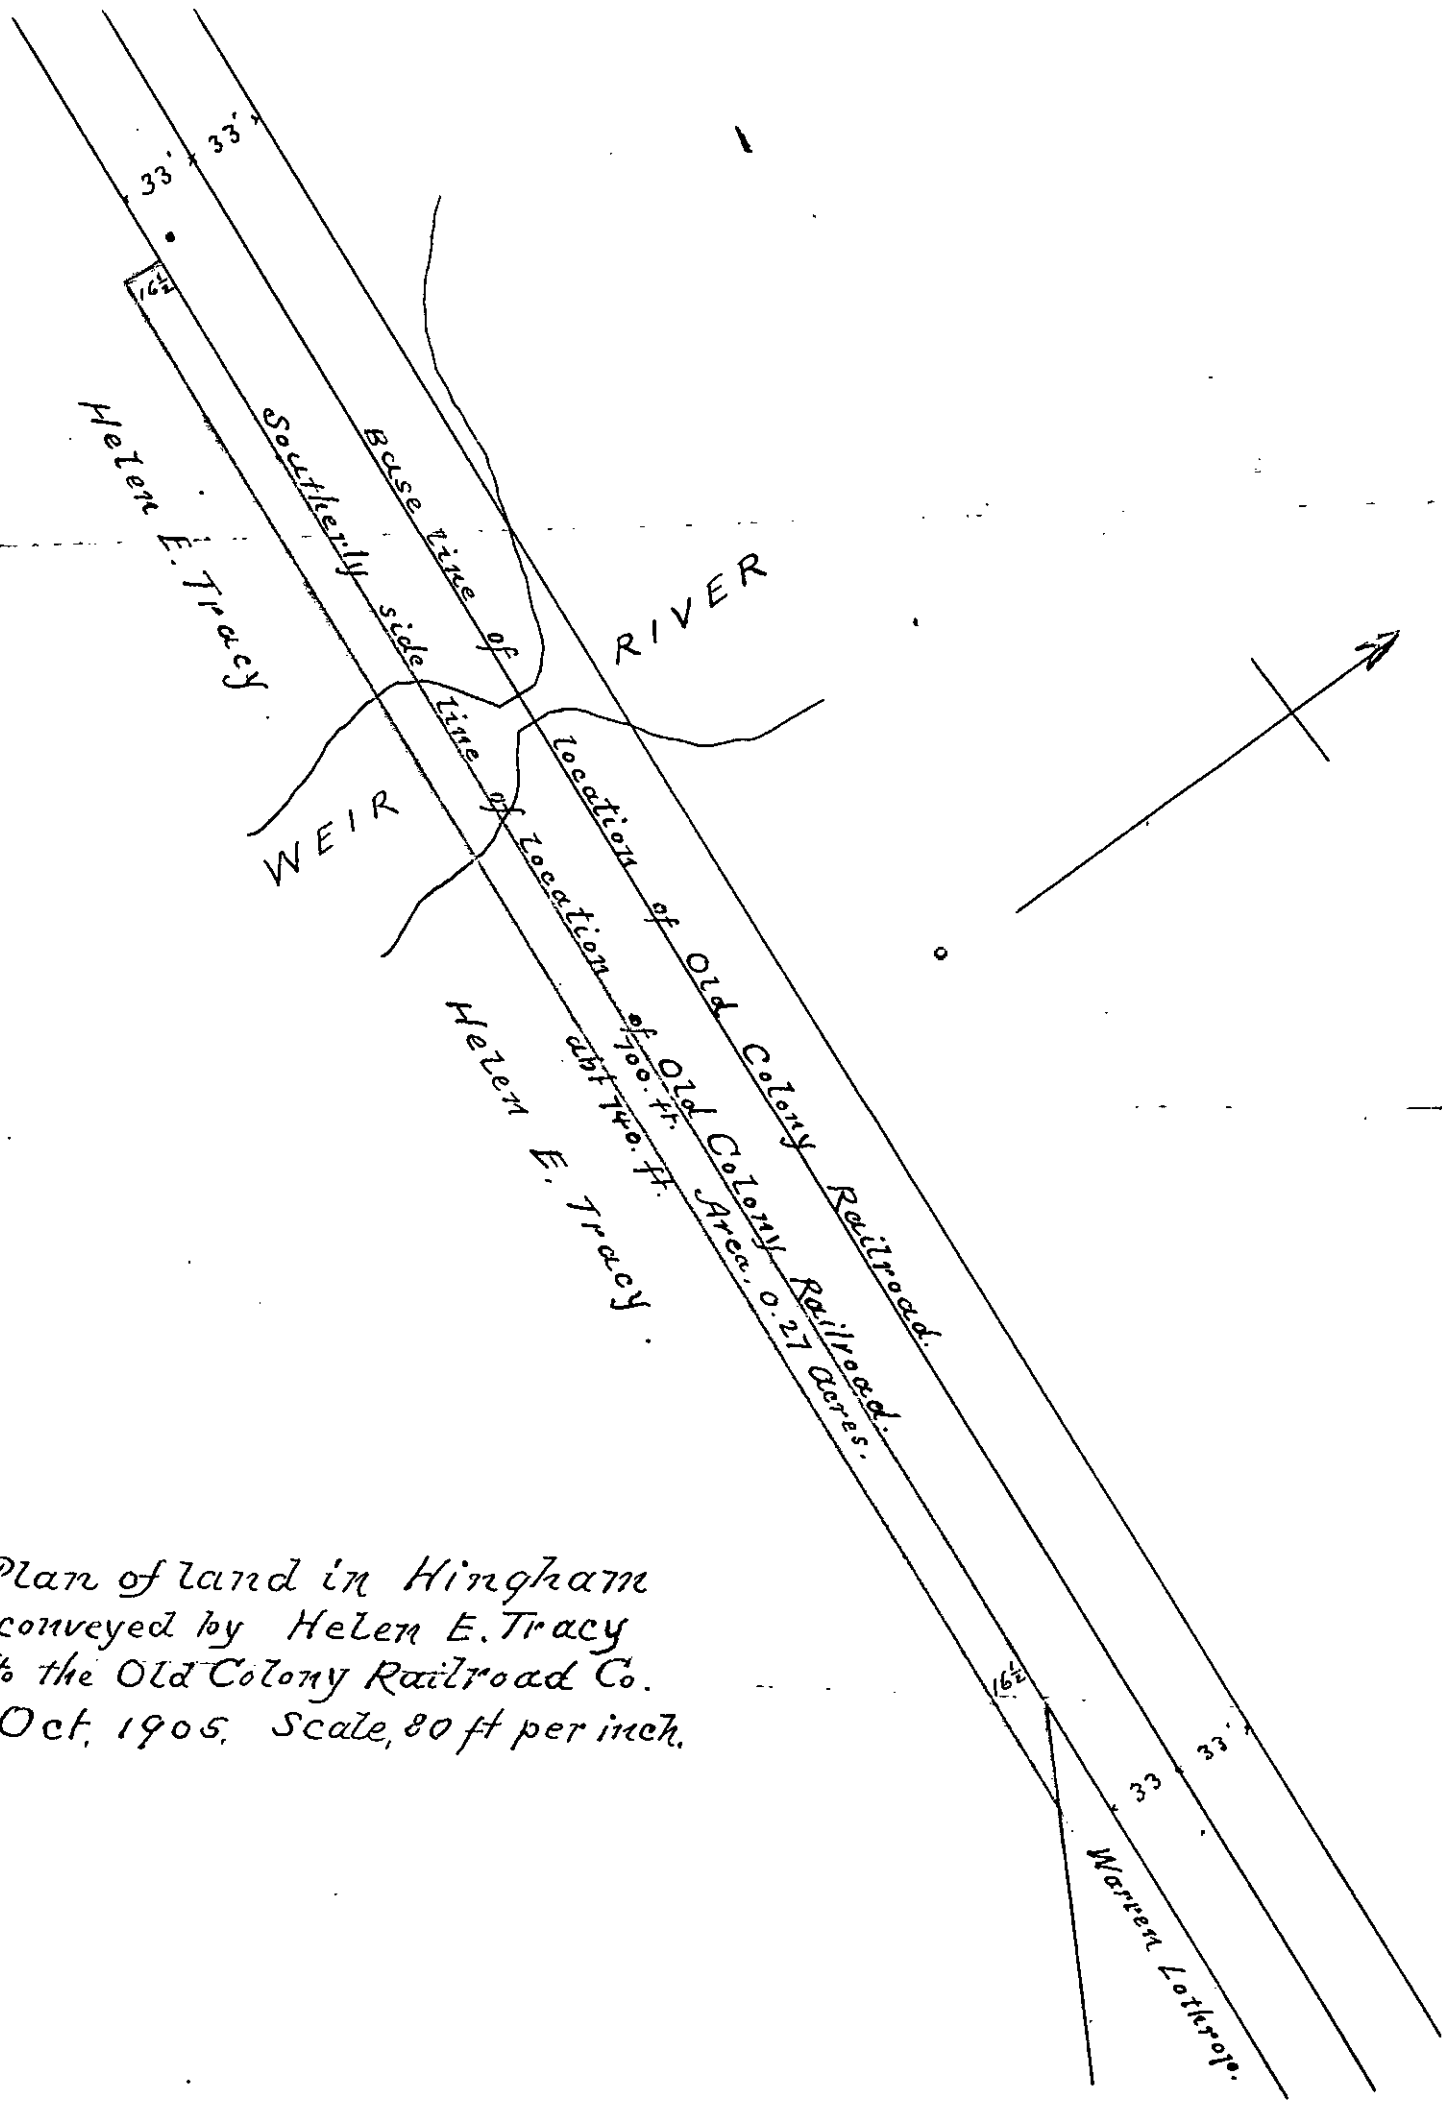 33' 33'
16½
Helen E. Tracy
Southerly side line of location of Old Colony Railroad.
Base line of location of Old Colony Railroad.
WEIR RIVER
Helen E. Tracy.
700. ft.
abt 740. ft. Area, 0.27 acres.
16½
33 33'
Warren Lothrop.
Plan of land in Hingham
conveyed by Helen E. Tracy
to the Old Colony Railroad Co.
Oct. 1905. Scale, 80 ft per inch.